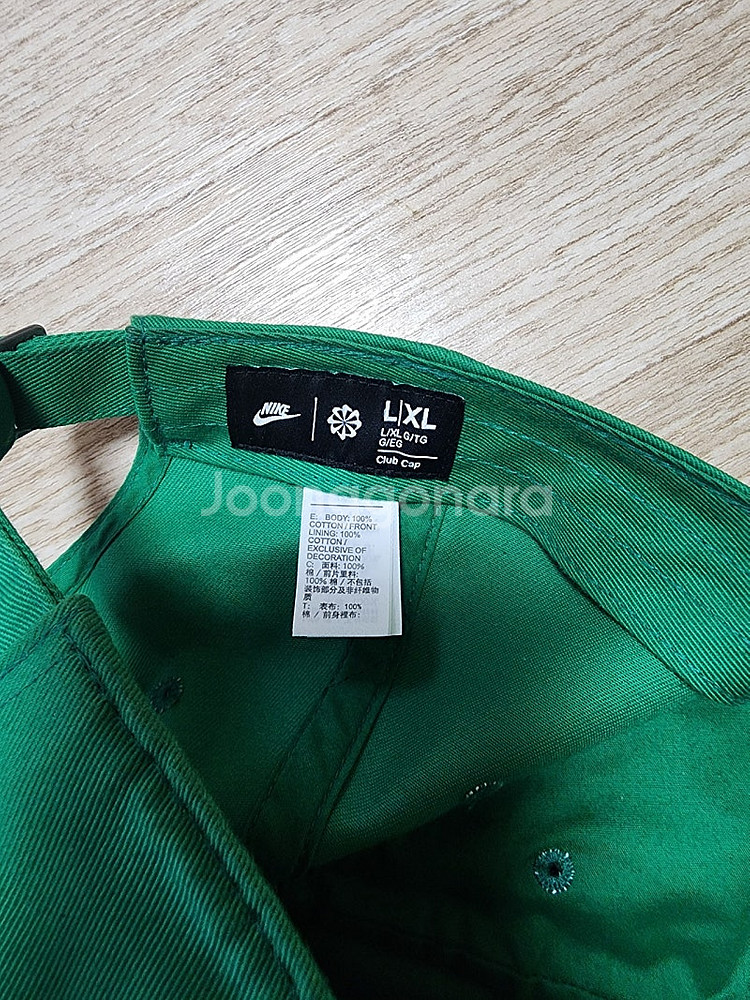 NIKE
L|XL
L/XL G/TG
G/EG
Club Cap
Joonggonara
E: BODY: 100%
COTTON / FRONT
LINING: 100%
COTTON /
EXCLUSIVE OF
DECORATION
C: 面料: 100%
棉 / 前片里料:
100% 棉 / 不包括
装饰部分及非纤维物
质
T: 表布: 100%
棉 / 前身裡布: